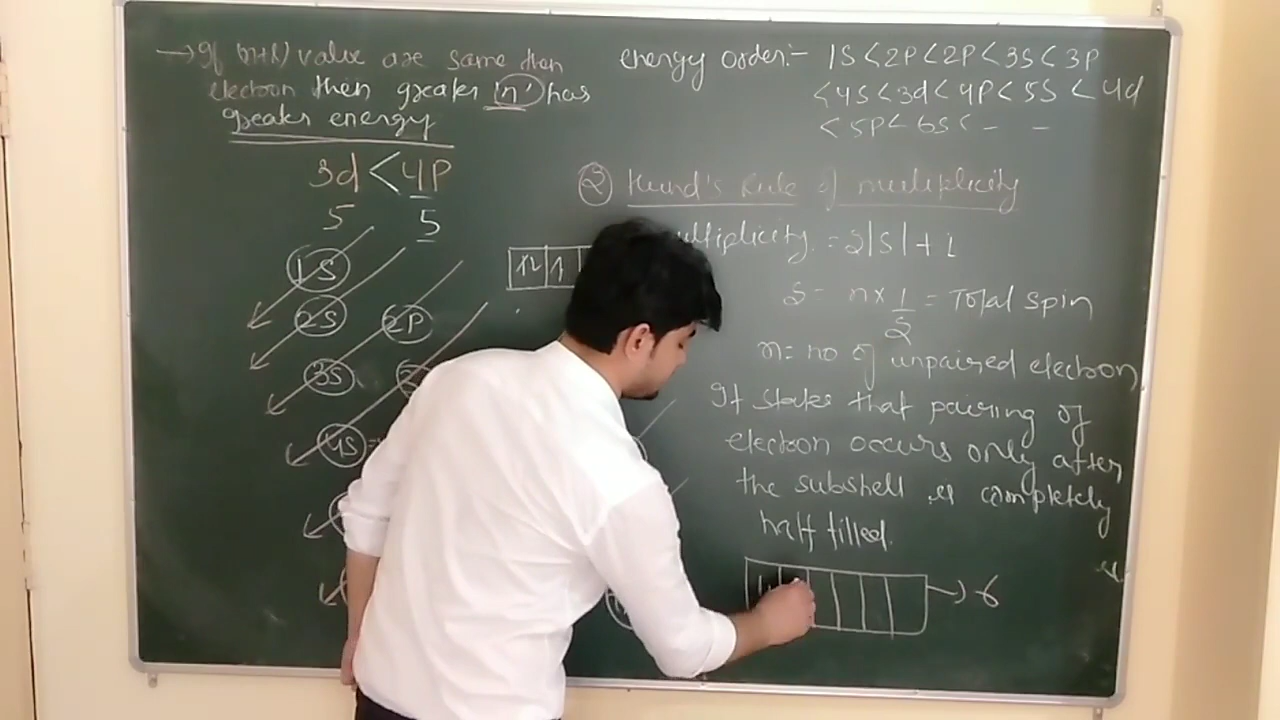 → If (n+l) value are same then
electron then greater 'n' has
greater energy
3d < 4P
5 5
1S
2S 2P
3S
4S
energy order:- 1S < 2P < 2P < 3S < 3P
< 4S < 3d < 4P < 5S < 4d
< 5P < 6S < - -
② Hund's Rule of multiplicity
ultiplicity = 2|S| + 1
S = n x 1/2 = Total spin
n = no of unpaired electron
It states that pairing of
electron occurs only after
the subshell is completely
half filled.
→ 6